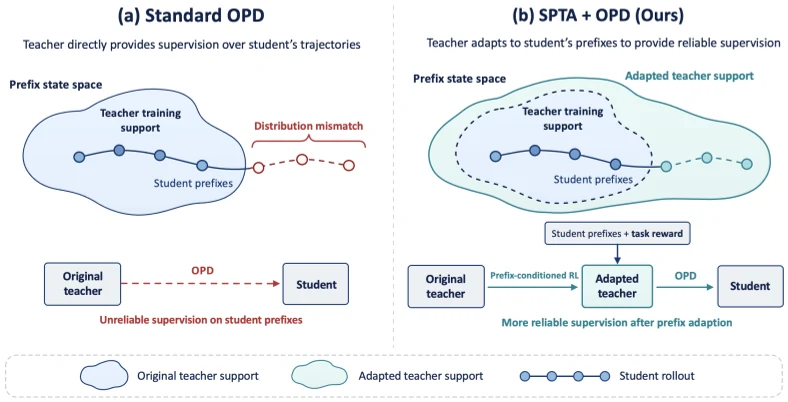 (a) Standard OPD
Teacher directly provides supervision over student's trajectories
Prefix state space
Teacher training
support
Distribution mismatch
Student prefixes
Original
teacher
OPD
Student
Unreliable supervision on student prefixes
(b) SPTA + OPD (Ours)
Teacher adapts to student's prefixes to provide reliable supervision
Prefix state space
Adapted teacher support
Teacher training
support
Student prefixes
Student prefixes + task reward
Original
teacher
Prefix-conditioned RL
Adapted
teacher
OPD
Student
More reliable supervision after prefix adaption
Original teacher support
Adapted teacher support
Student rollout